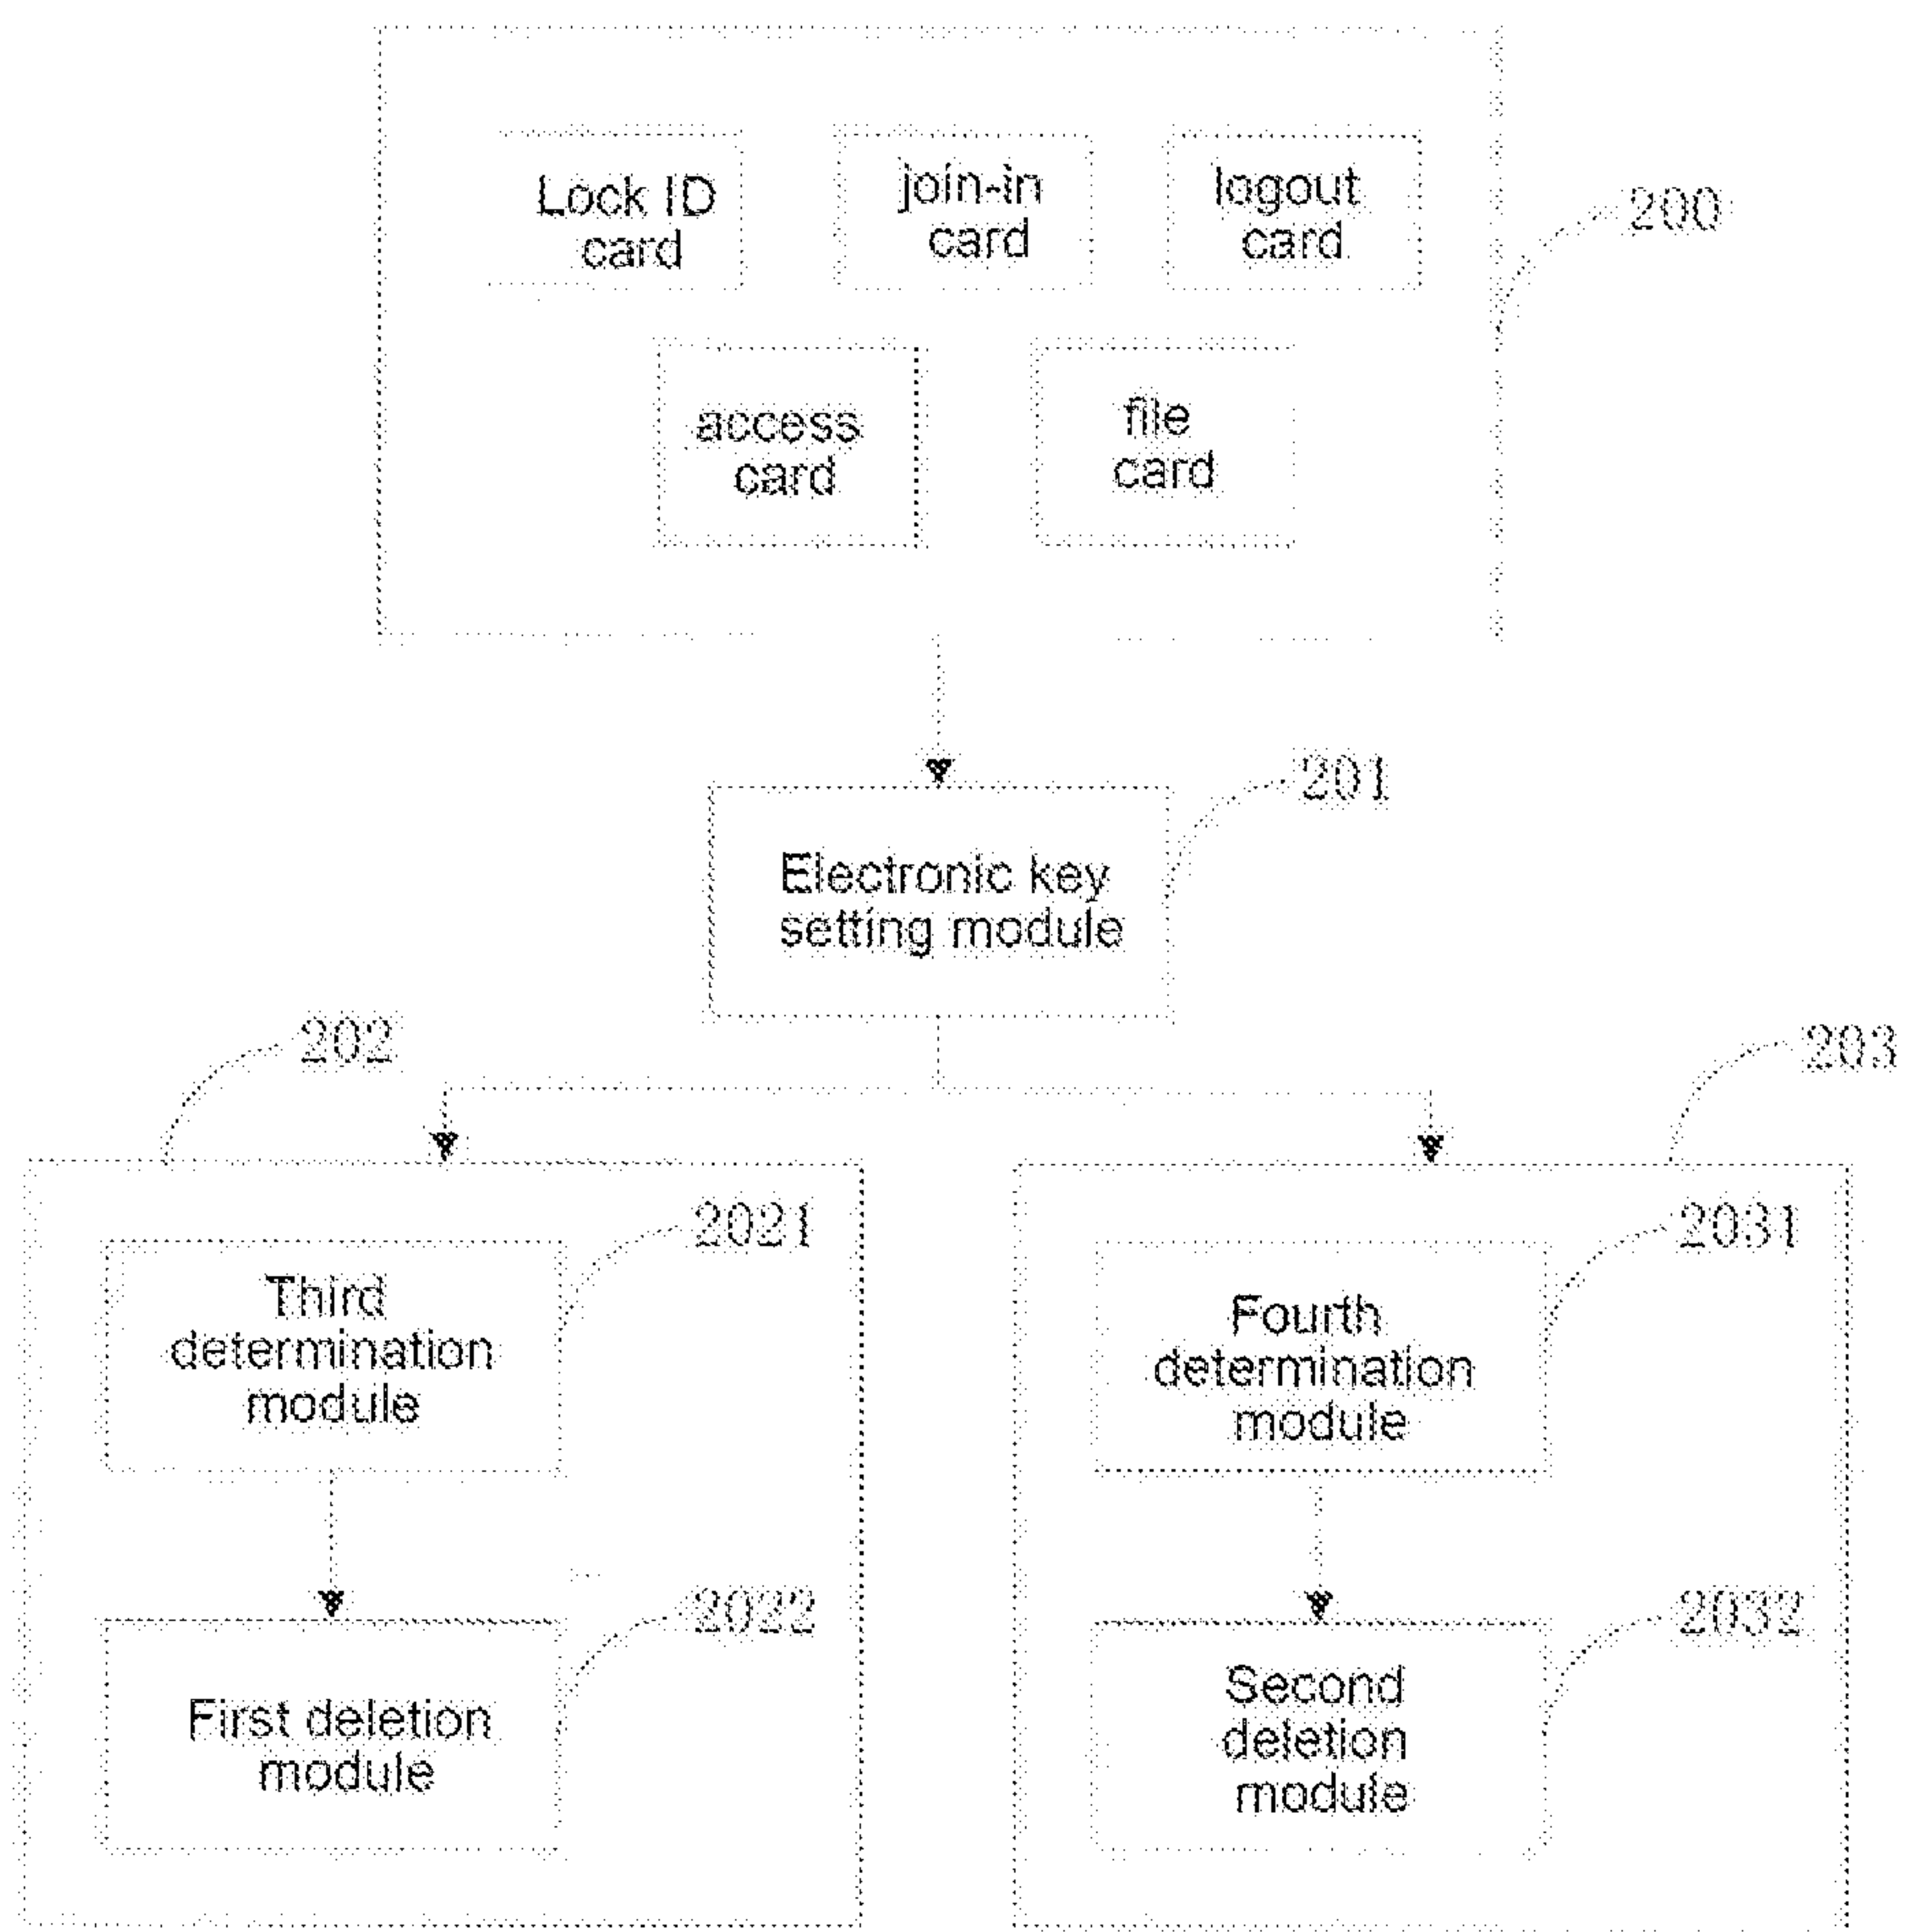 Lock ID
card
join-in
card
logout
card
200
access
card
file
card
201
Electronic key
setting module
202
203
2021
Third
determination
module
2031
Fourth
determination
module
2022
First deletion
module
2032
Second
deletion
module